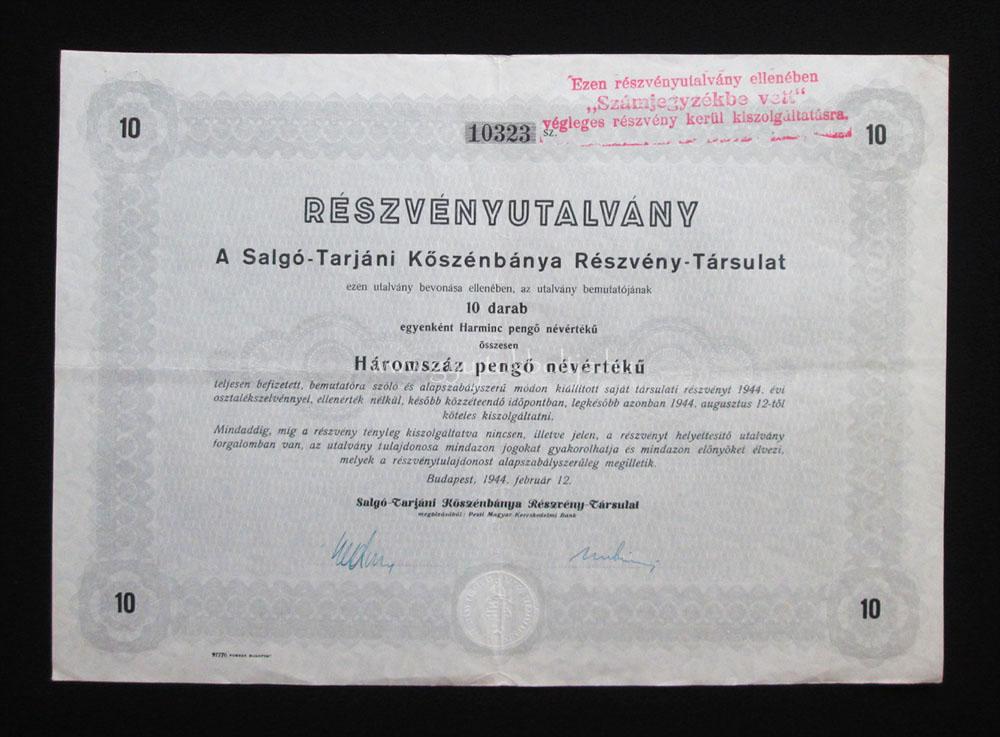 Ezen részvényutalvány ellenében
„Számjegyzékbe vett“
végleges részvény kerül kiszolgáltatásra.
10 10323 sz. 10
RÉSZVÉNYUTALVÁNY
A Salgó-Tarjáni Kőszénbánya Részvény-Társulat
ezen utalvány bevonása ellenében, az utalvány bemutatójának
10 darab
egyenként Harminc pengő névértékű
összesen
Háromszáz pengő névértékű
teljesen befizetett, bemutatóra szóló és alapszabályszerű módon kiállított saját társulati részvényt 1944. évi
osztalékszelvénnyel, ellenérték nélkül, később közzéteendő időpontban, legkésőbb azonban 1944. augusztus 12-től
köteles kiszolgáltatni.
Mindaddig, míg a részvény tényleg kiszolgáltatva nincsen, illetve jelen, a részvényt helyettesítő utalvány
forgalomban van, az utalvány tulajdonosa mindazon jogokat gyakorolhatja és mindazon előnyöket élvezi,
melyek a részvénytulajdonost alapszabályszerűleg megilletik.
Budapest, 1944. február 12.
Salgó-Tarjáni Kőszénbánya Részvény-Társulat
megbízásából: Pesti Magyar Kereskedelmi Bank
10 10